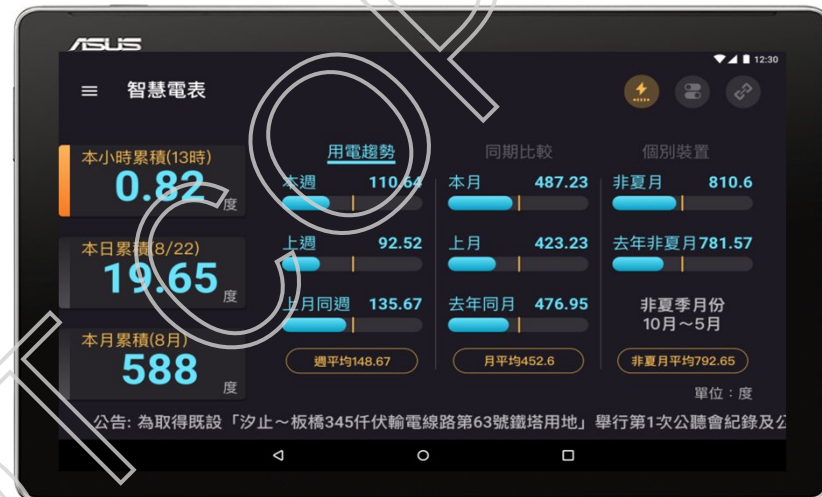 ASUS
12:30
智慧電表
本小時累積(13時)
0.82
度
本日累積(8/22)
19.65
度
本月累積(8月)
588
度
用電趨勢
同期比較
個別裝置
本週 110.64
上週 92.52
上月同週 135.67
週平均148.67
本月 487.23
上月 423.23
去年同月 476.95
月平均452.6
非夏月 810.6
去年非夏月781.57
非夏季月份
10月～5月
非夏月平均792.65
單位：度
公告: 為取得既設「汐止～板橋345仟伏輸電線路第63號鐵塔用地」舉行第1次公聽會紀錄及公